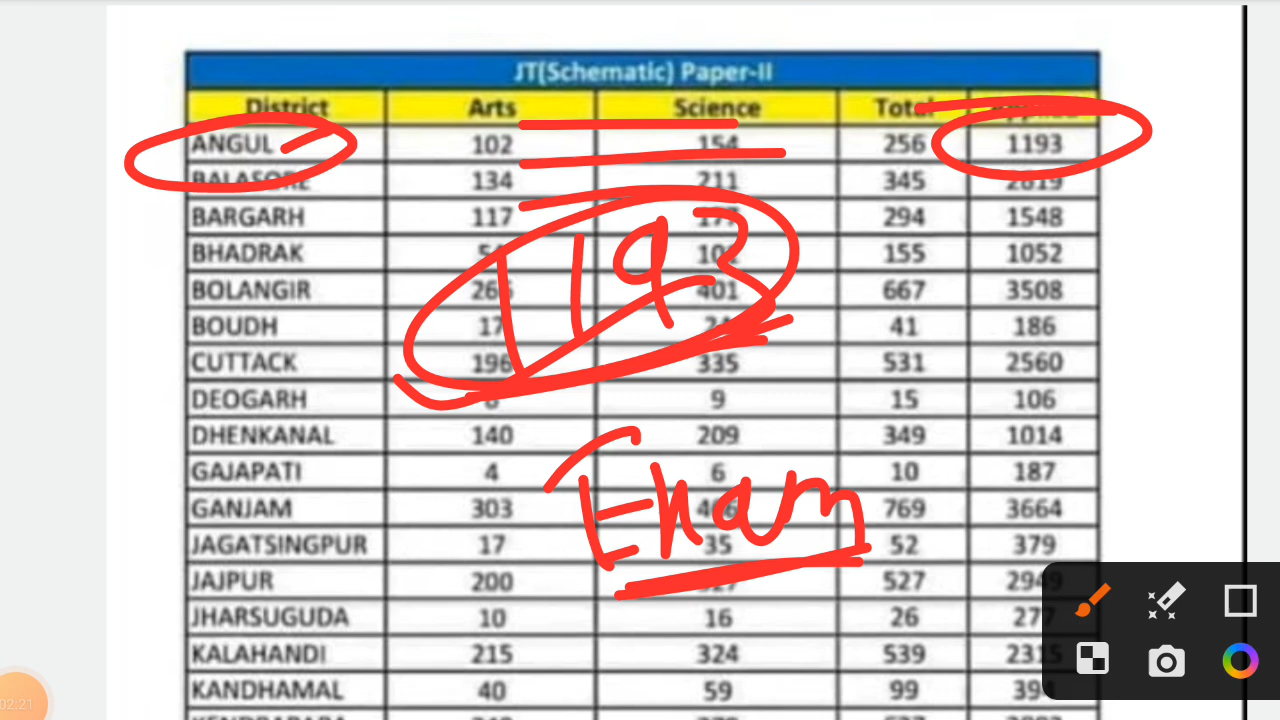 JT(Schematic) Paper-II
District Arts Science Total
ANGUL 102 154 256 1193
BALASORE 134 211 345 2619
BARGARH 117 177 294 1548
BHADRAK 54 101 155 1052
BOLANGIR 266 401 667 3508
BOUDH 17 24 41 186
CUTTACK 196 335 531 2560
DEOGARH 6 9 15 106
DHENKANAL 140 209 349 1014
GAJAPATI 4 6 10 187
GANJAM 303 466 769 3664
JAGATSINGPUR 17 35 52 379
JAJPUR 200 327 527 2949
JHARSUGUDA 10 16 26 277
KALAHANDI 215 324 539 2315
KANDHAMAL 40 59 99 394
1193
Exam
02:21